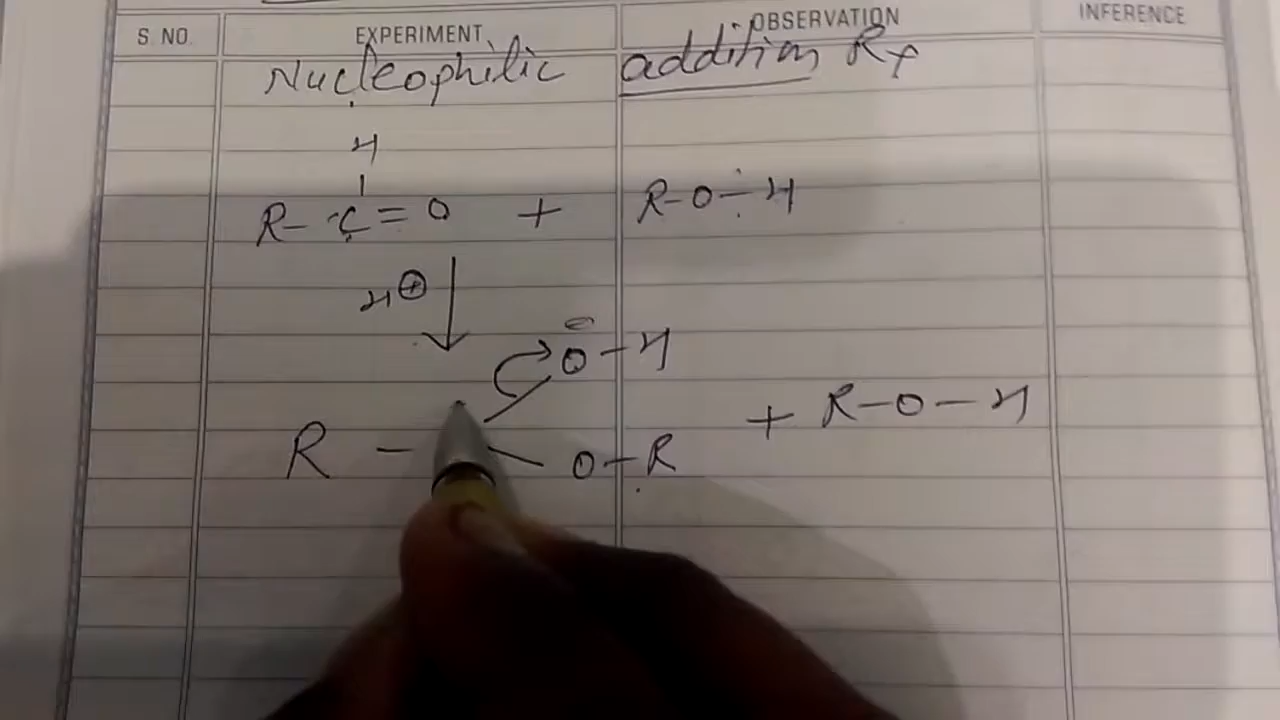 S NO. EXPERIMENT OBSERVATION INFERENCE
Nucleophilic addition Rx
H
R-C=O + R-O-H
H⊕
O-H
R- O-R + R-O-H